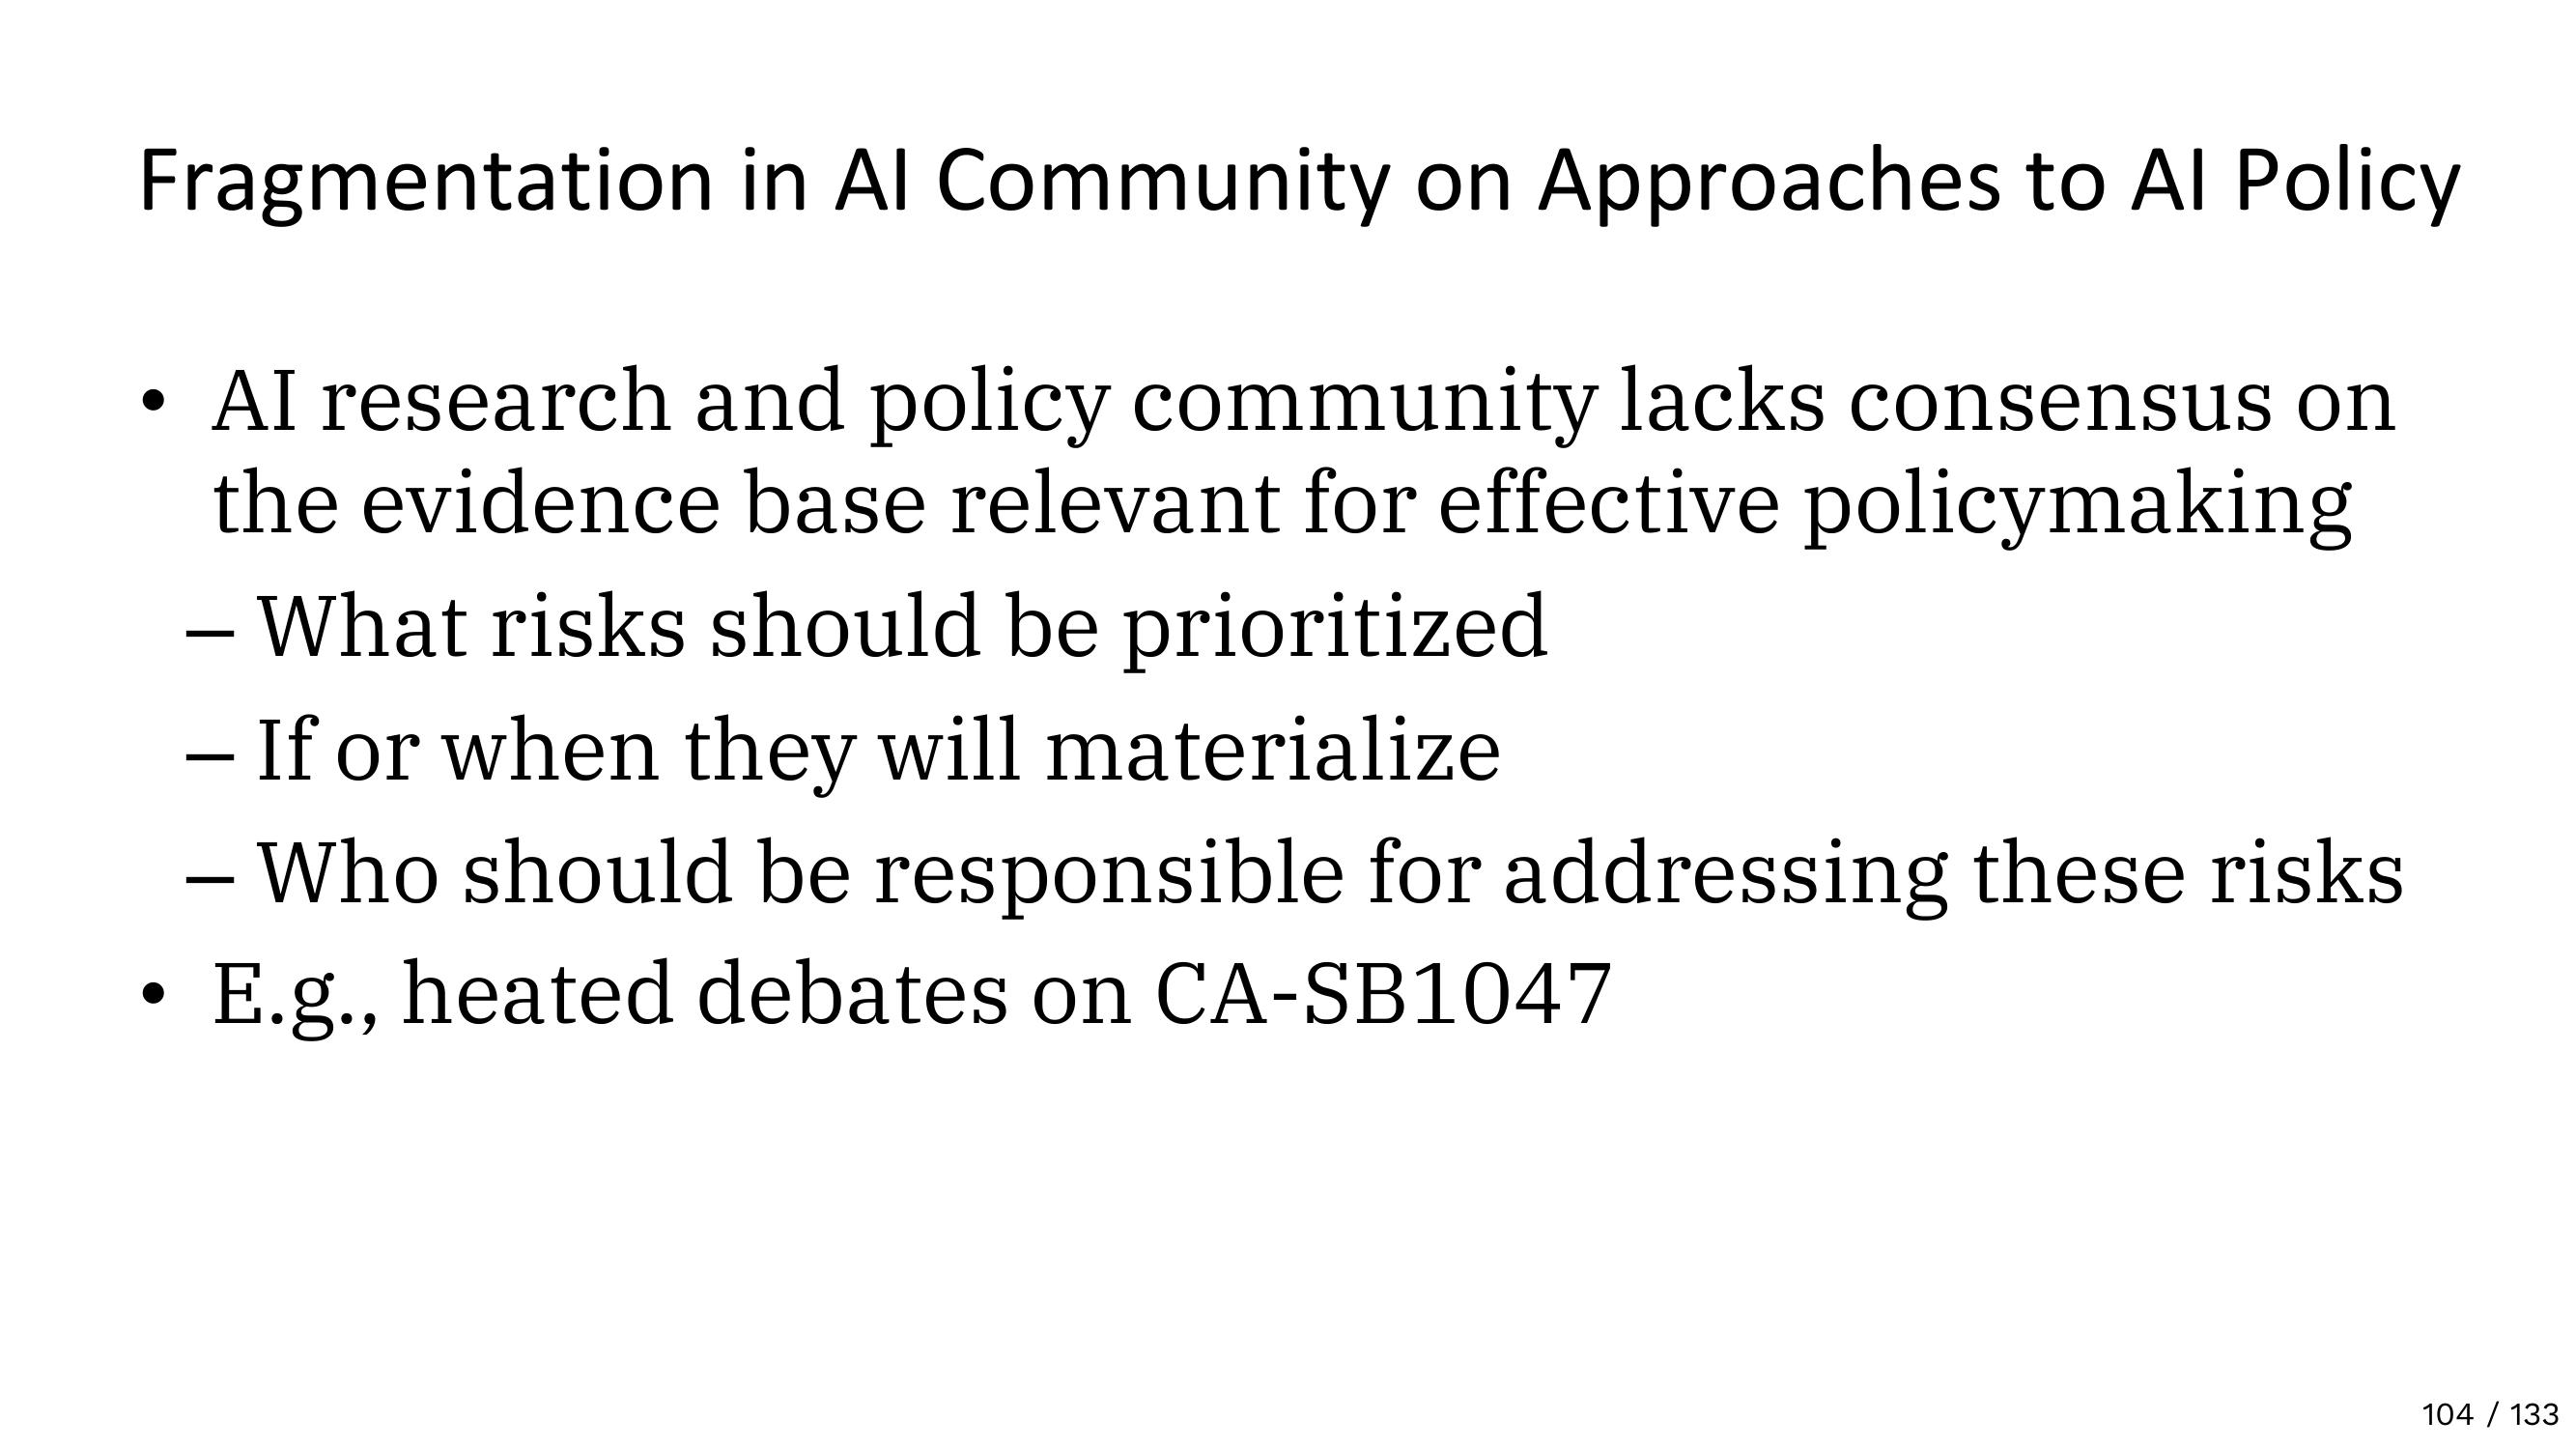 Fragmentation in AI Community on Approaches to AI Policy
• AI research and policy community lacks consensus on
the evidence base relevant for effective policymaking
– What risks should be prioritized
– If or when they will materialize
– Who should be responsible for addressing these risks
• E.g., heated debates on CA-SB1047
104 / 133